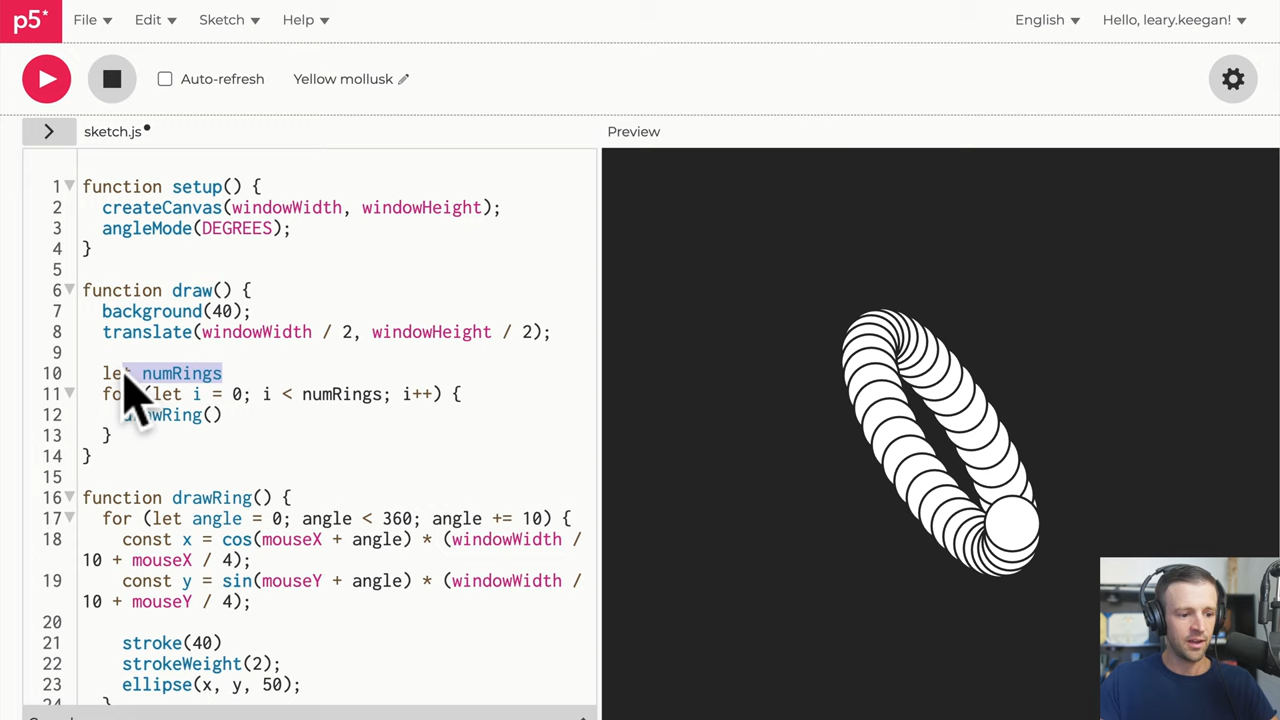 p5* File Edit Sketch Help English Hello, leary.keegan!
Auto-refresh Yellow mollusk
sketch.js Preview
1 function setup() {
2 createCanvas(windowWidth, windowHeight);
3 angleMode(DEGREES);
4 }
5
6 function draw() {
7 background(40);
8 translate(windowWidth / 2, windowHeight / 2);
9
10 let numRings
11 for (let i = 0; i < numRings; i++) {
12 drawRing()
13 }
14 }
15
16 function drawRing() {
17 for (let angle = 0; angle < 360; angle += 10) {
18 const x = cos(mouseX + angle) * (windowWidth /
10 + mouseX / 4);
19 const y = sin(mouseY + angle) * (windowWidth /
10 + mouseY / 4);
20
21 stroke(40)
22 strokeWeight(2);
23 ellipse(x, y, 50);
24 }